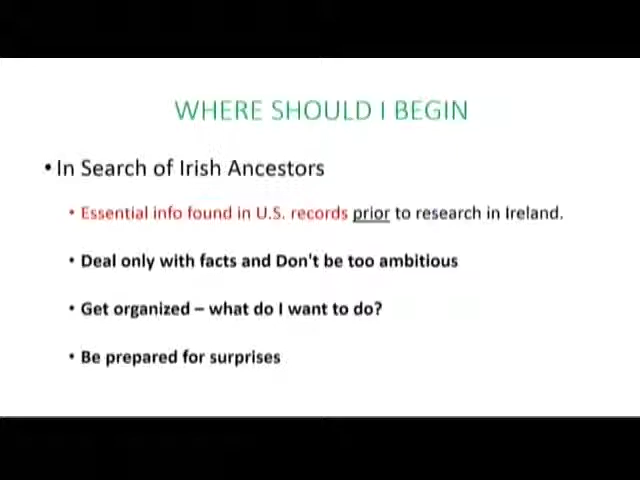 WHERE SHOULD I BEGIN
• In Search of Irish Ancestors
• Essential info found in U.S. records prior to research in Ireland.
• Deal only with facts and Don't be too ambitious
• Get organized – what do I want to do?
• Be prepared for surprises